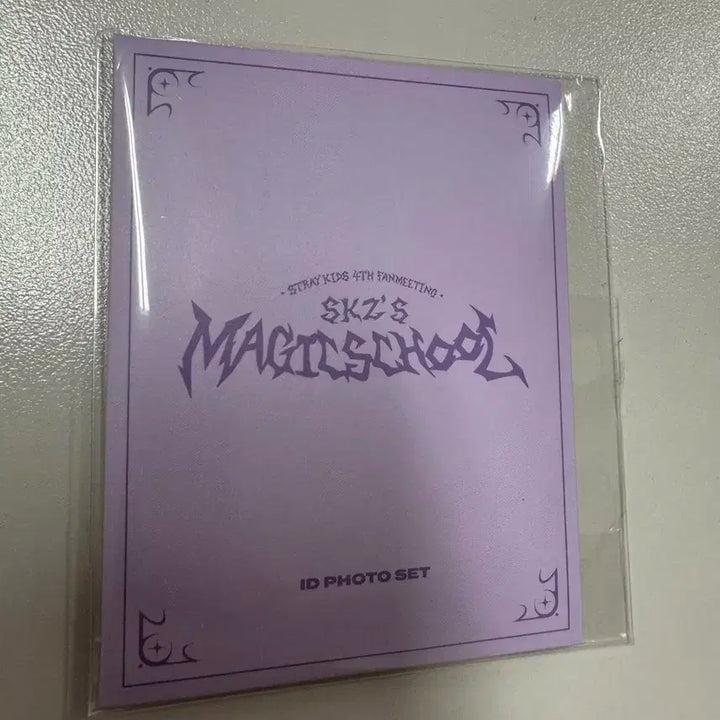 · STRAY KIDS 4TH FANMEETING ·
SKZ'S
MAGIC SCHOOL
ID PHOTO SET